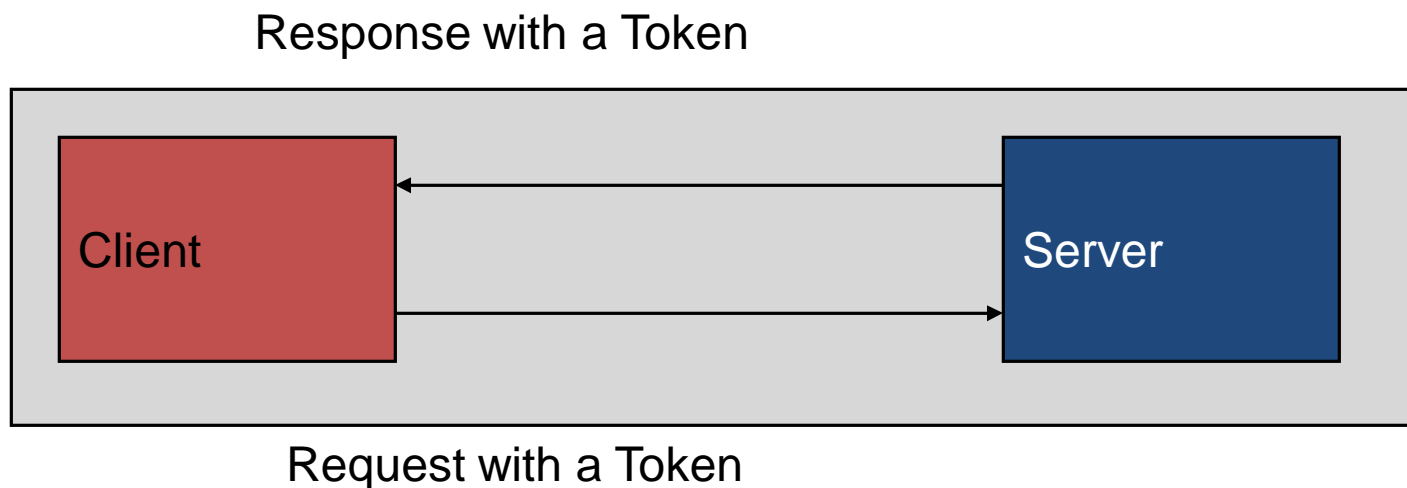 Response with a Token
Client
Server
Request with a Token